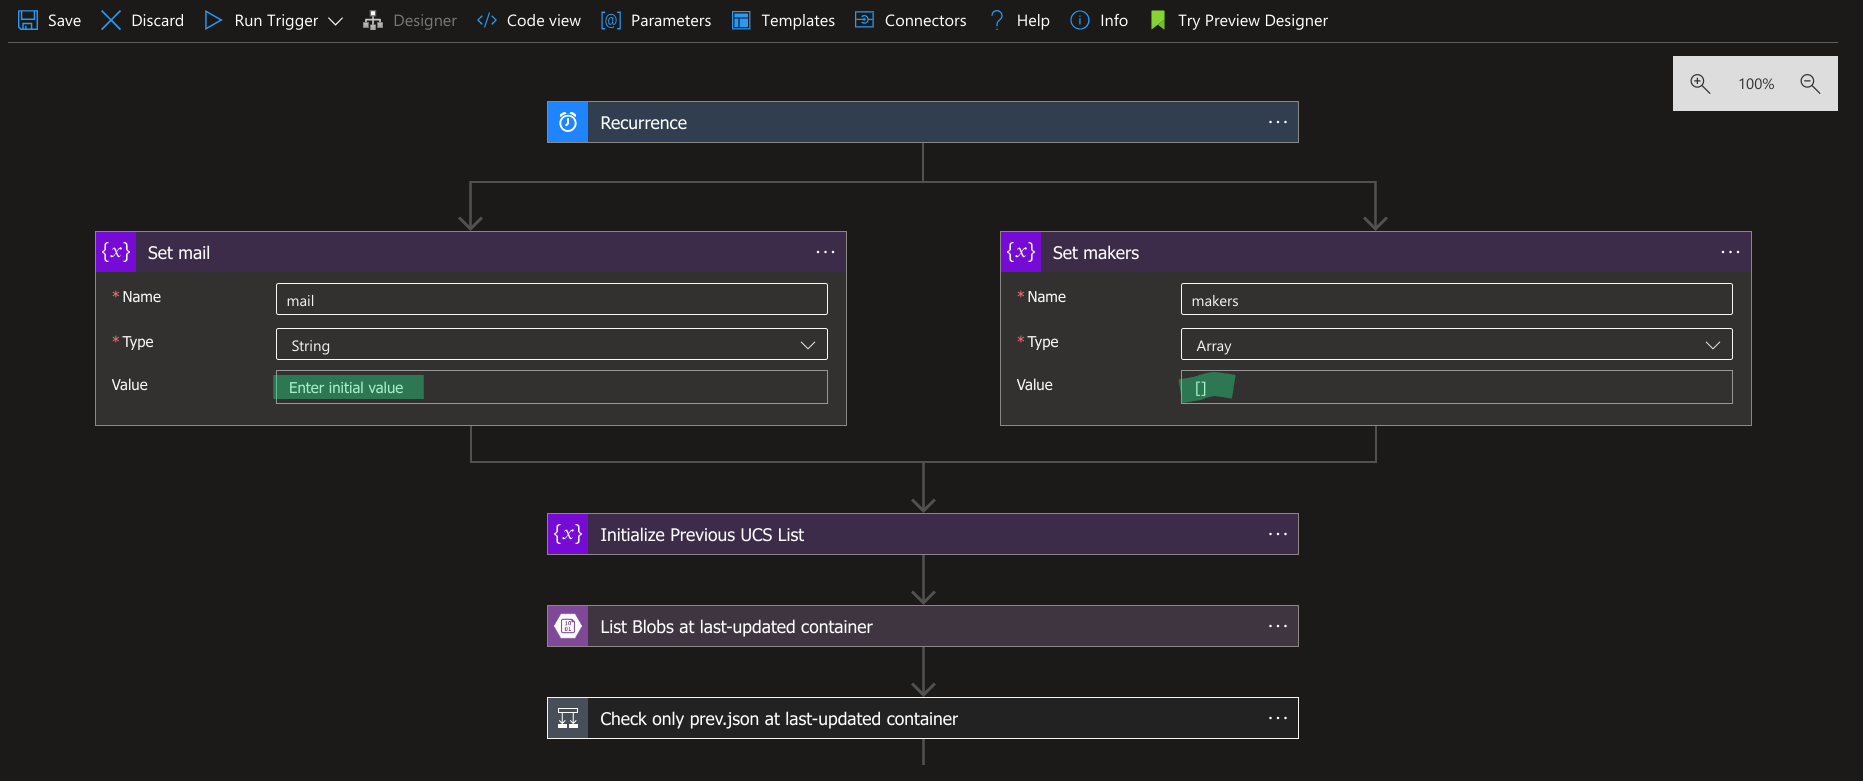 Save Discard Run Trigger Designer Code view Parameters Templates Connectors Help Info Try Preview Designer
100%
Recurrence
{x} Set mail
* Name mail
* Type String
Value Enter initial value
{x} Set makers
* Name makers
* Type Array
Value []
{x} Initialize Previous UCS List
List Blobs at last-updated container
Check only prev.json at last-updated container